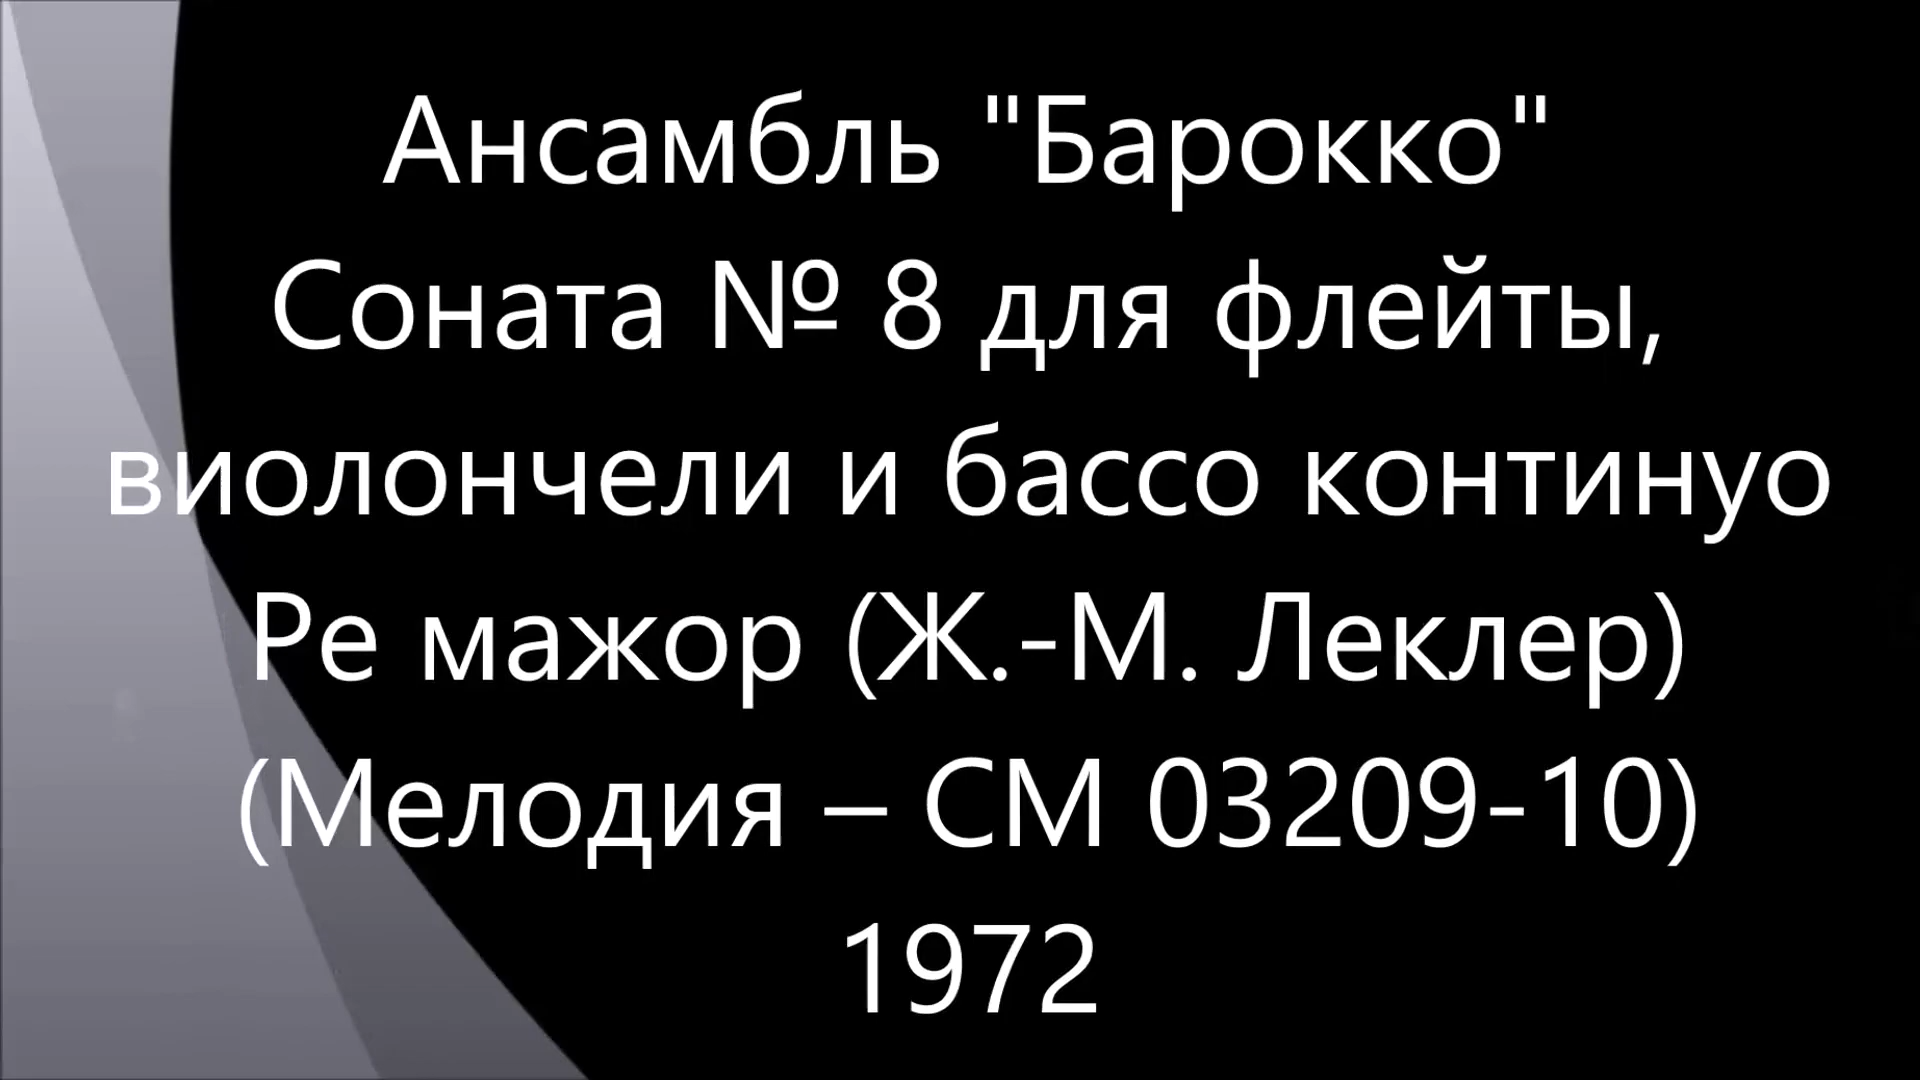 Ансамбль "Барокко"
Соната № 8 для флейты,
виолончели и бассо континуо
Ре мажор (Ж.-М. Леклер)
(Мелодия – СМ 03209-10)
1972